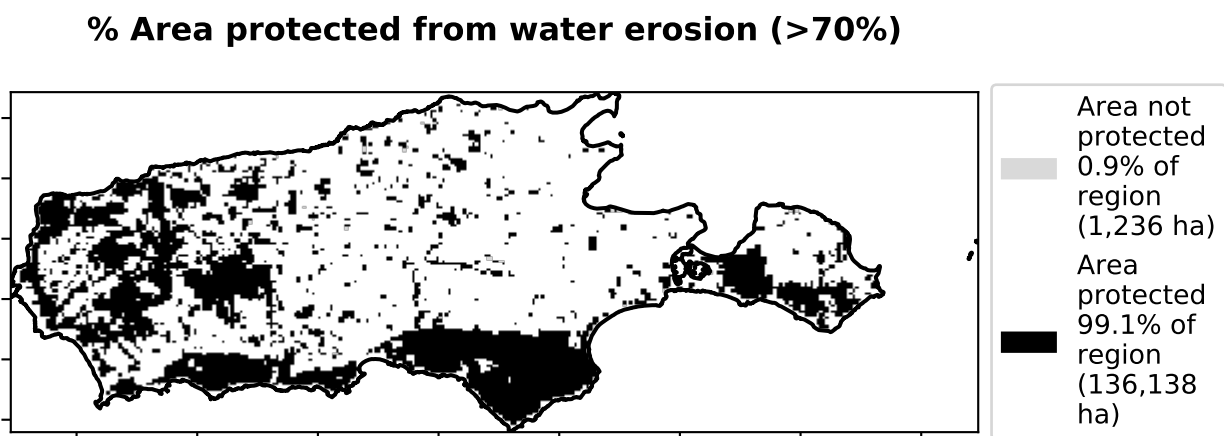 % Area protected from water erosion (>70%)
Area not
protected
0.9% of
region
(1,236 ha)
Area
protected
99.1% of
region
(136,138
ha)